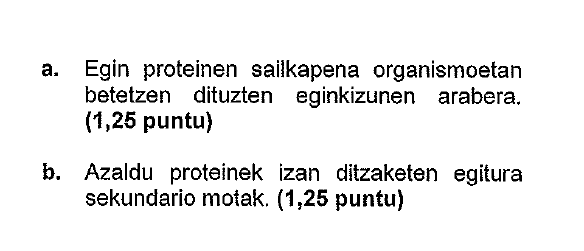 a. Egin proteinen sailkapena organismoetan
betetzen dituzten eginkizunen arabera.
(1,25 puntu)
b. Azaldu proteinek izan ditzaketen egitura
sekundario motak. (1,25 puntu)